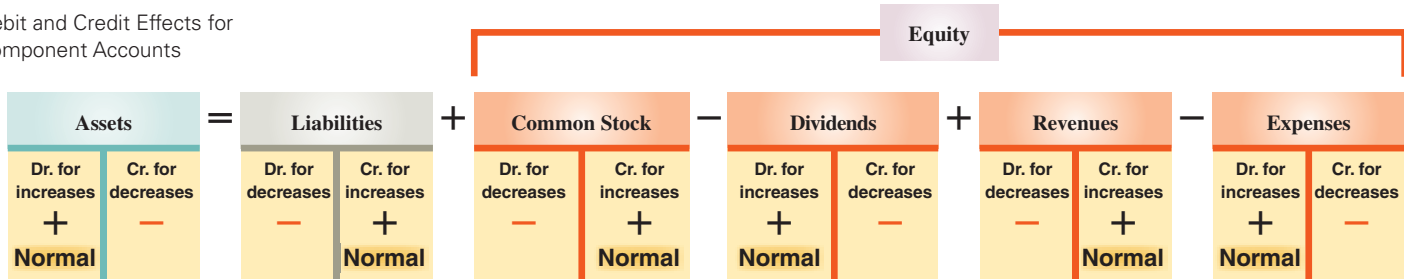 ebit and Credit Effects for
omponent Accounts
Equity
Assets = Liabilities + Common Stock − Dividends + Revenues − Expenses
Dr. for Cr. for Dr. for Cr. for Dr. for Cr. for Dr. for Cr. for Dr. for Cr. for Dr. for Cr. for
increases decreases decreases increases decreases increases increases decreases decreases increases increases decreases
+ − − + − + + − − + + −
Normal Normal Normal Normal Normal Normal